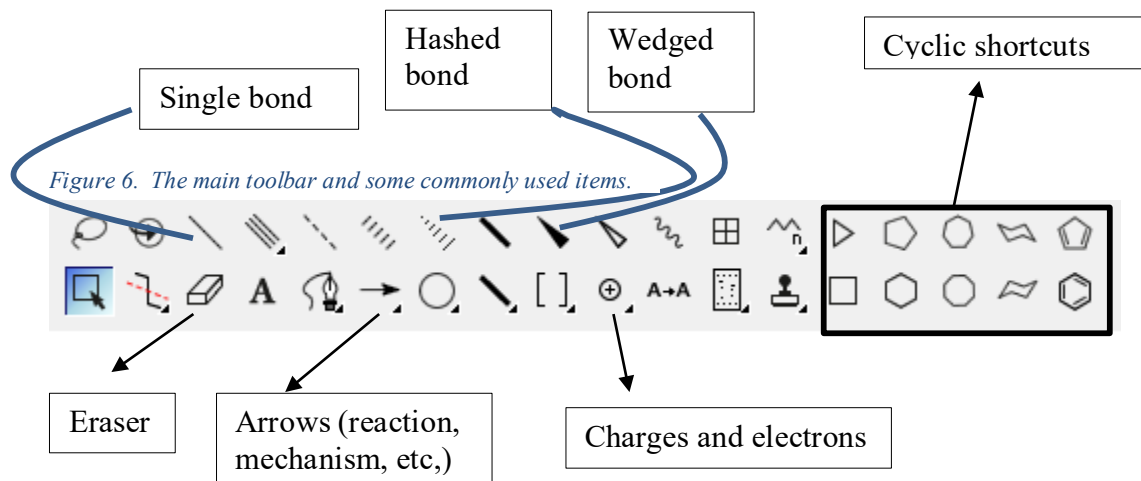 Hashed
bond
Wedged
bond
Cyclic shortcuts
Single bond
Figure 6.  The main toolbar and some commonly used items.
n
A
[ ]
A→A
Eraser
Arrows (reaction,
mechanism, etc,)
Charges and electrons